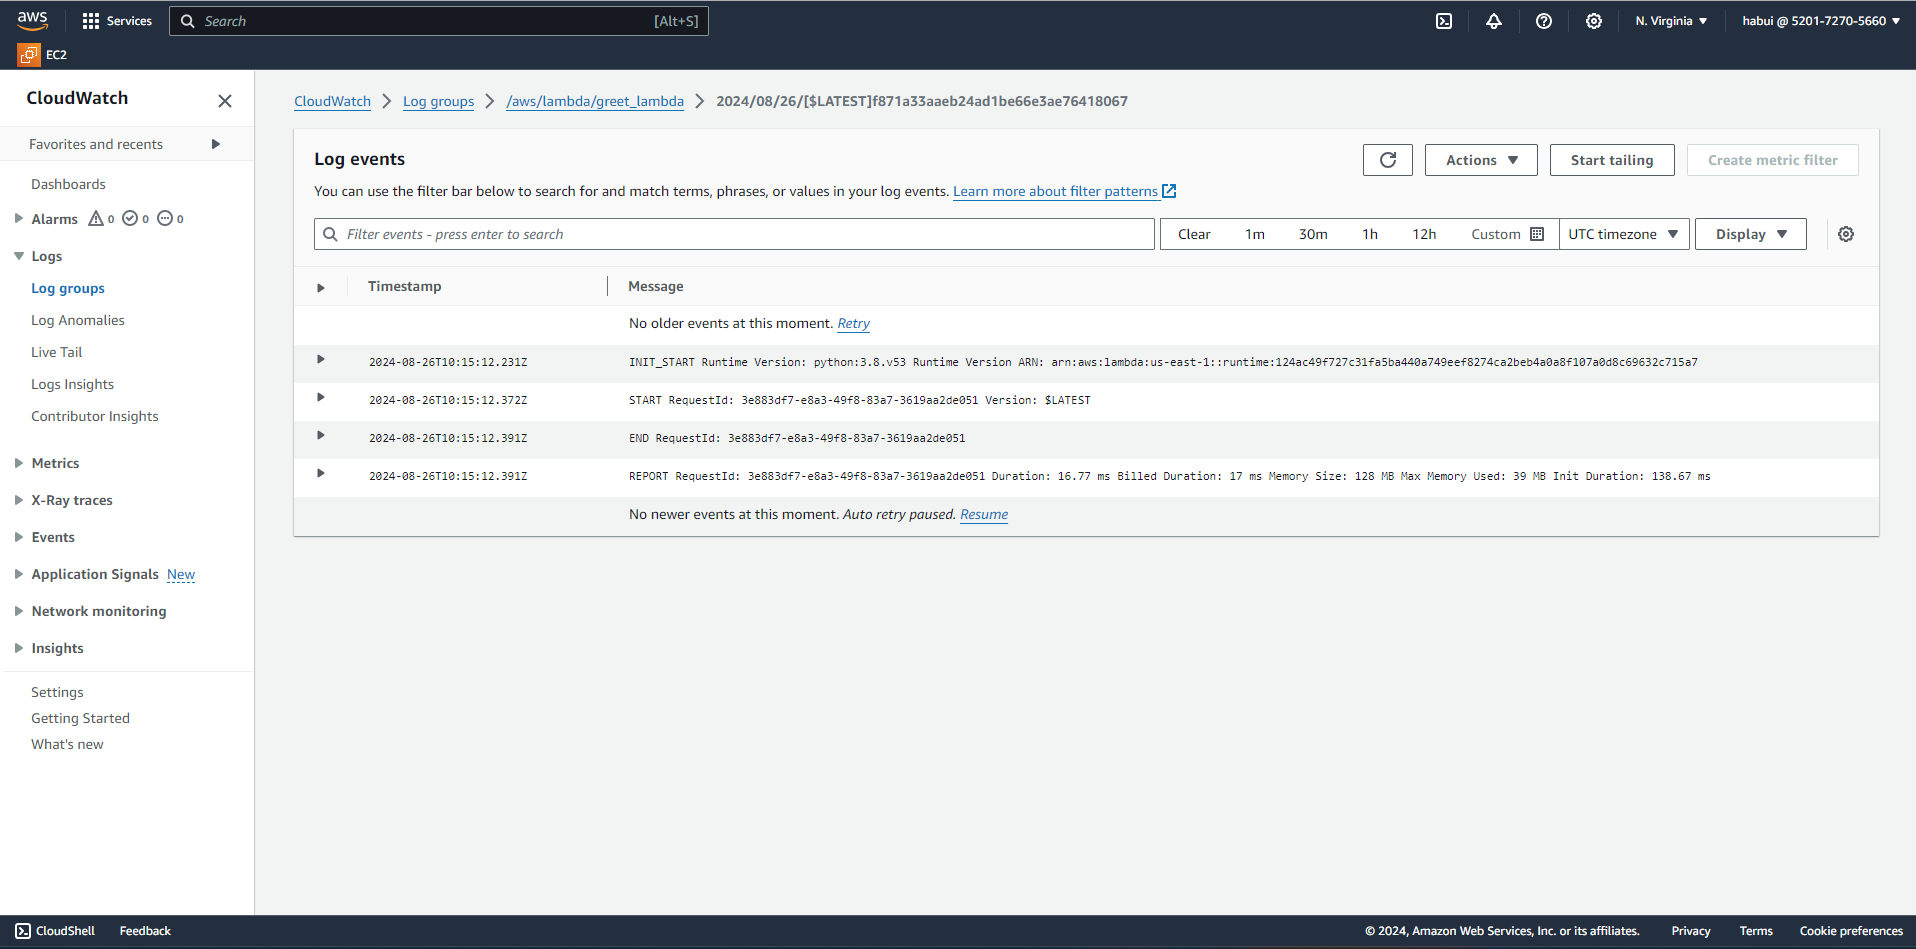 aws
Services
Search
[Alt+S]
N. Virginia
habui @ 5201-7270-5660
EC2
CloudWatch
Favorites and recents
Dashboards
Alarms 0 0 0
Logs
Log groups
Log Anomalies
Live Tail
Logs Insights
Contributor Insights
Metrics
X-Ray traces
Events
Application Signals New
Network monitoring
Insights
Settings
Getting Started
What's new
CloudWatch
Log groups
/aws/lambda/greet_lambda
2024/08/26/[$LATEST]f871a33aaeb24ad1be66e3ae76418067
Log events
Actions
Start tailing
Create metric filter
You can use the filter bar below to search for and match terms, phrases, or values in your log events. Learn more about filter patterns
Filter events - press enter to search
Clear 1m 30m 1h 12h Custom
UTC timezone
Display
Timestamp Message
No older events at this moment. Retry
2024-08-26T10:15:12.231Z INIT_START Runtime Version: python:3.8.v53 Runtime Version ARN: arn:aws:lambda:us-east-1::runtime:124ac49f727c31fa5ba440a749eef8274ca2beb4a0a8f107a0d8c69632c715a7
2024-08-26T10:15:12.372Z START RequestId: 3e883df7-e8a3-49f8-83a7-3619aa2de051 Version: $LATEST
2024-08-26T10:15:12.391Z END RequestId: 3e883df7-e8a3-49f8-83a7-3619aa2de051
2024-08-26T10:15:12.391Z REPORT RequestId: 3e883df7-e8a3-49f8-83a7-3619aa2de051 Duration: 16.77 ms Billed Duration: 17 ms Memory Size: 128 MB Max Memory Used: 39 MB Init Duration: 138.67 ms
No newer events at this moment. Auto retry paused. Resume
CloudShell
Feedback
© 2024, Amazon Web Services, Inc. or its affiliates.
Privacy
Terms
Cookie preferences